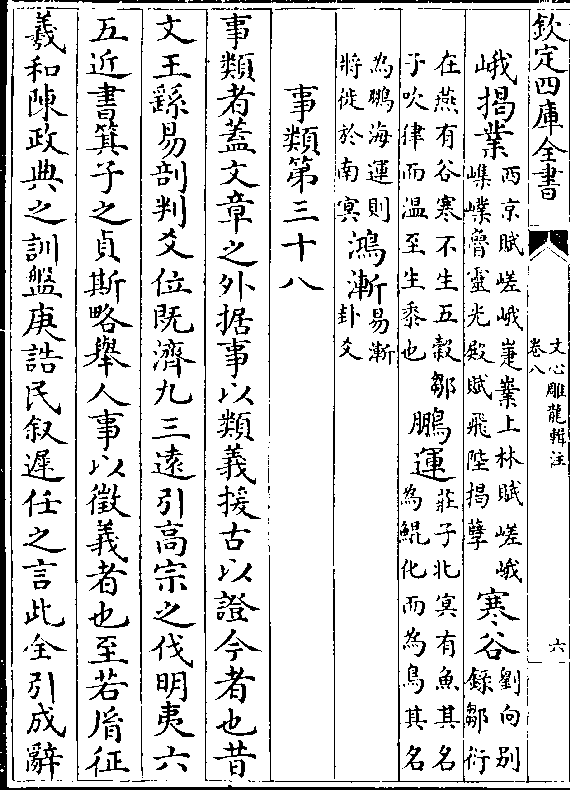 欽定四庫全書
文心雕龍輯注
卷八
六
峨揭業
西京賦嵯峨崨嶪上林賦嵯峨
嶫魯靈光殿賦飛陛揭孽
寒谷
劉向别
錄鄒衍
在燕有谷寒不生五穀鄒
子吹律而温至生黍也
鵬運
莊子北冥有魚其名
為鯤化而為鳥其名
為鵬海運則
將徙於南冥
鴻漸
易漸
卦爻
事類第三十八
事類者蓋文章之外据事以類義援古以證今者也昔
文王繇易剖判爻位既濟九三遠引高宗之伐明夷六
五近書箕子之貞斯略舉人事以徵義者也至若胤征
羲和陳政典之訓盤庚誥民叙遲任之言此全引成辭